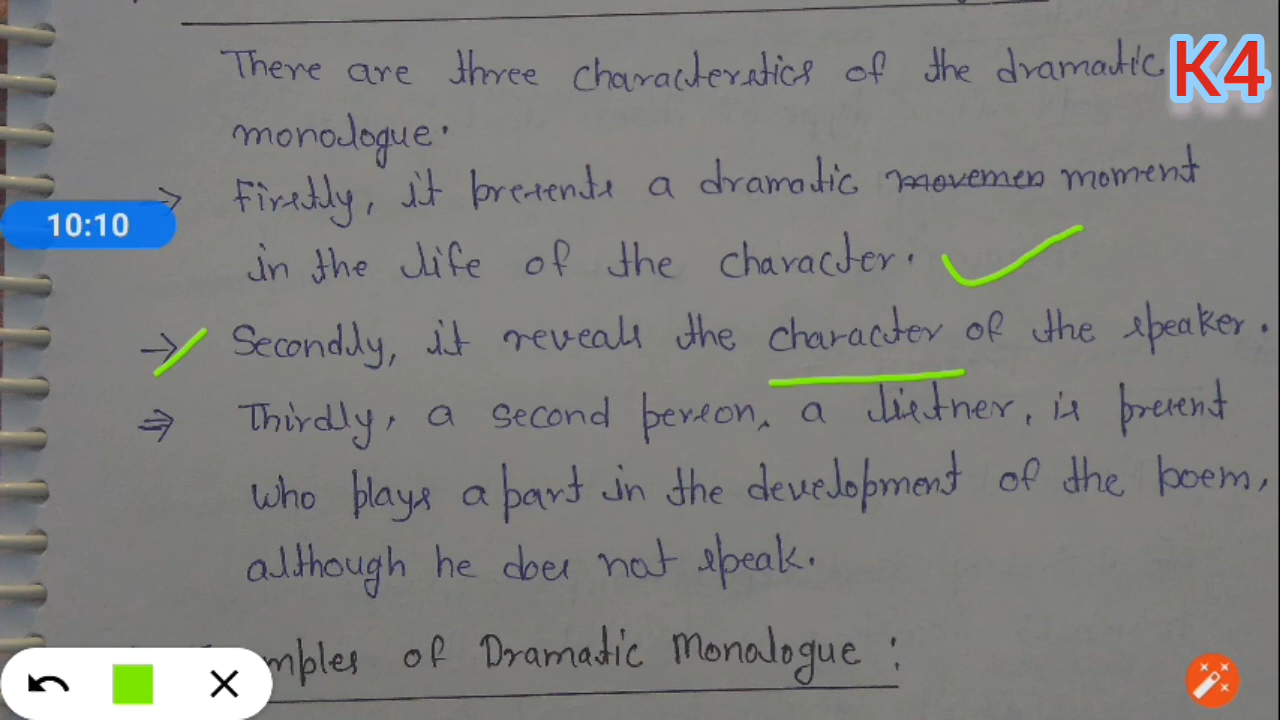 There are three characteristics of the dramatic
K4
monologue.
→ Firstly, it presents a dramatic movemen moment
10:10
in the life of the character.
→ Secondly, it reveals the character of the speaker.
⇒ Thirdly, a second person, a listner, is present
who plays a part in the development of the poem,
although he does not speak.
mples of Dramatic Monalogue :